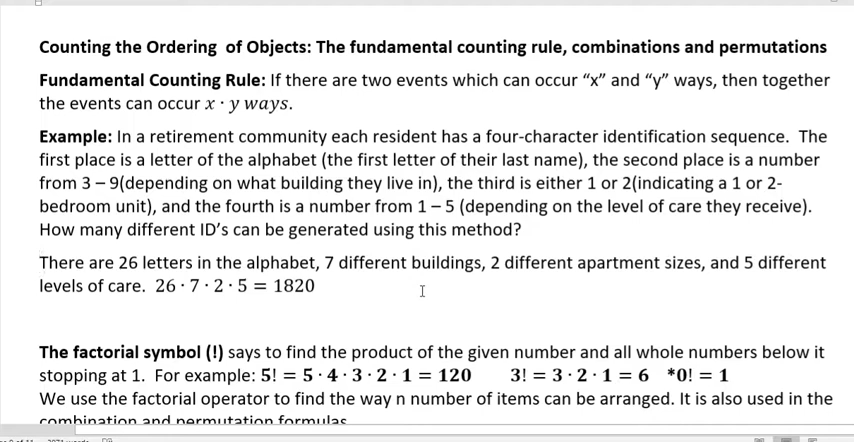 Counting the Ordering of Objects: The fundamental counting rule, combinations and permutations
Fundamental Counting Rule: If there are two events which can occur “x” and “y” ways, then together
the events can occur x · y ways.
Example: In a retirement community each resident has a four-character identification sequence. The
first place is a letter of the alphabet (the first letter of their last name), the second place is a number
from 3 – 9(depending on what building they live in), the third is either 1 or 2(indicating a 1 or 2-
bedroom unit), and the fourth is a number from 1 – 5 (depending on the level of care they receive).
How many different ID’s can be generated using this method?
There are 26 letters in the alphabet, 7 different buildings, 2 different apartment sizes, and 5 different
levels of care. 26 · 7 · 2 · 5 = 1820
The factorial symbol (!) says to find the product of the given number and all whole numbers below it
stopping at 1. For example: 5! = 5 · 4 · 3 · 2 · 1 = 120 3! = 3 · 2 · 1 = 6 *0! = 1
We use the factorial operator to find the way n number of items can be arranged. It is also used in the
combination and permutation formulas